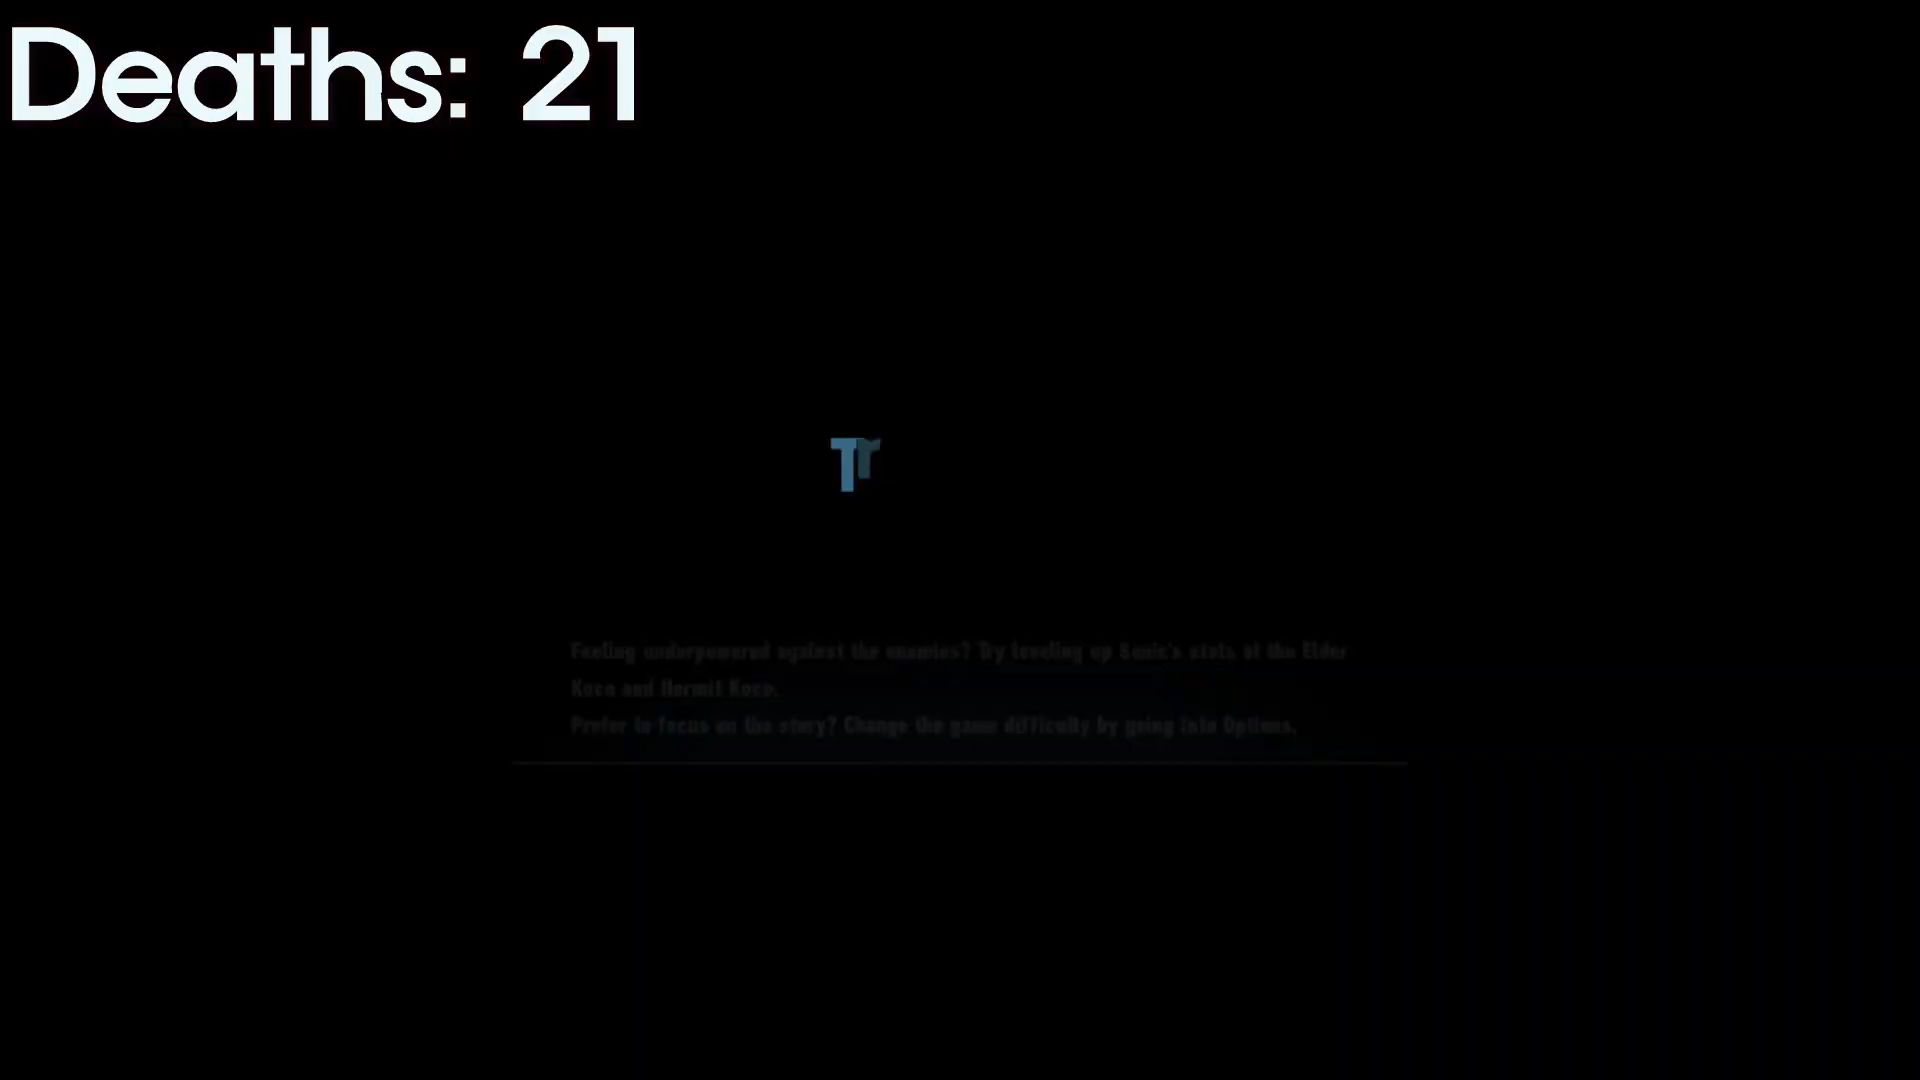 Deaths: 21
Tr
Feeling underpowered against the enemies? Try leveling up Sonic's stats at the Elder
Koco and Hermit Koco.
Prefer to focus on the story? Change the game difficulty by going into Options.